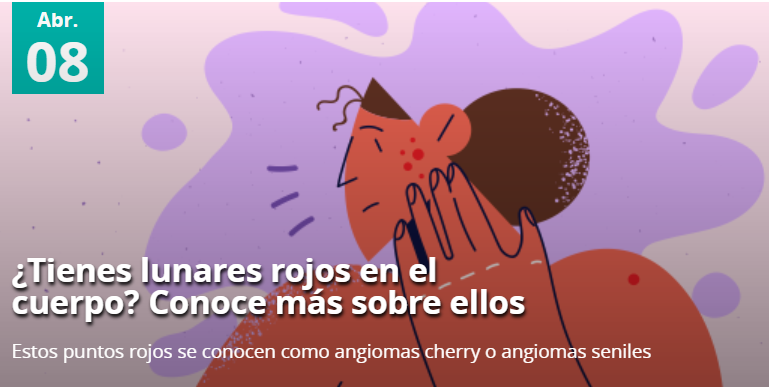 Abr.
08
¿Tienes lunares rojos en el
cuerpo? Conoce más sobre ellos
Estos puntos rojos se conocen como angiomas cherry o angiomas seniles